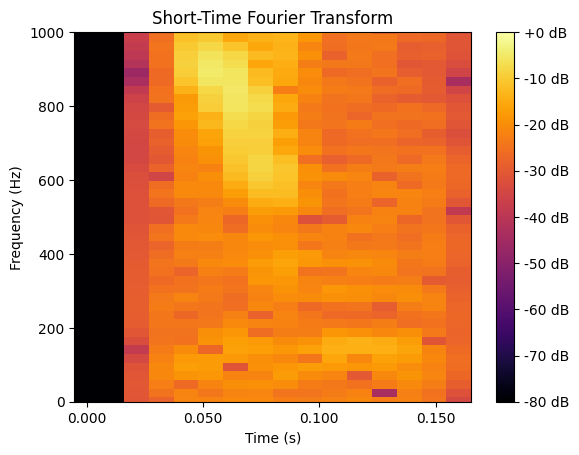 Short-Time Fourier Transform
1000
800
600
400
200
0
Frequency (Hz)
0.000
0.050
0.100
0.150
Time (s)
+0 dB
-10 dB
-20 dB
-30 dB
-40 dB
-50 dB
-60 dB
-70 dB
-80 dB